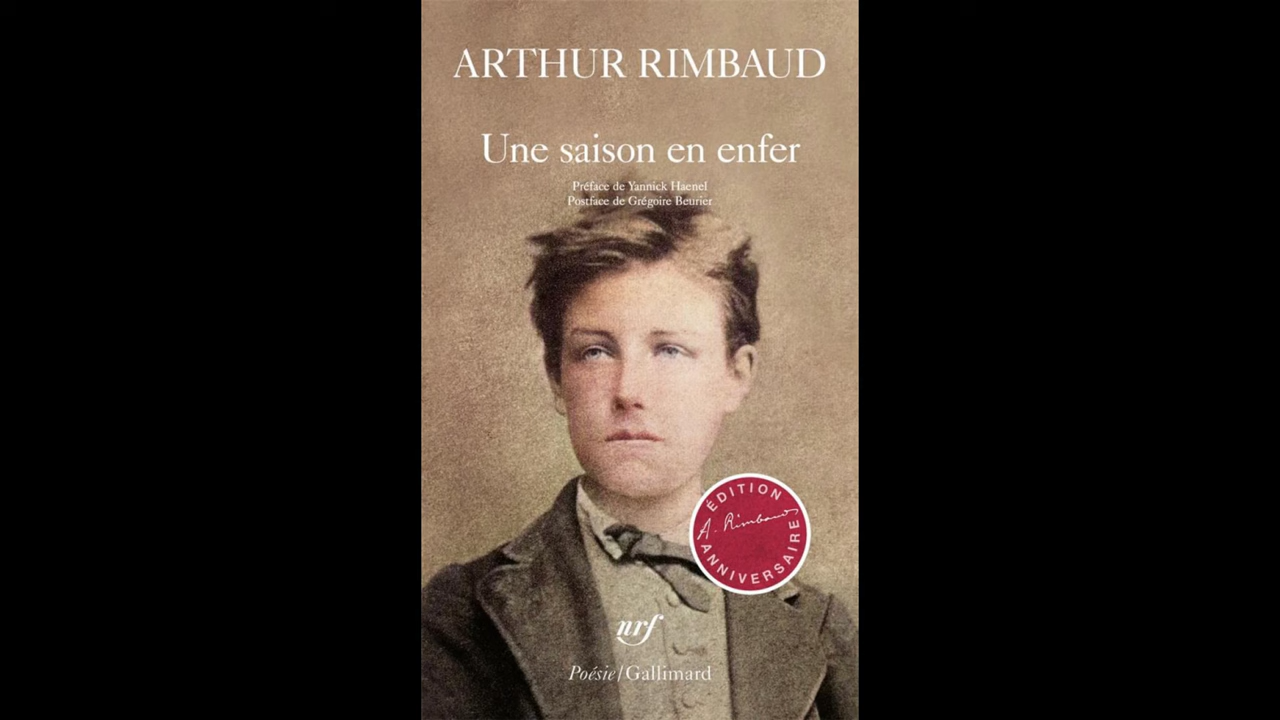 ARTHUR RIMBAUD
Une saison en enfer
Préface de Yannick Haenel
Postface de Grégoire Beurier
ÉDITION
A. Rimbaud
ANNIVERSAIRE
nrf
Poésie/Gallimard